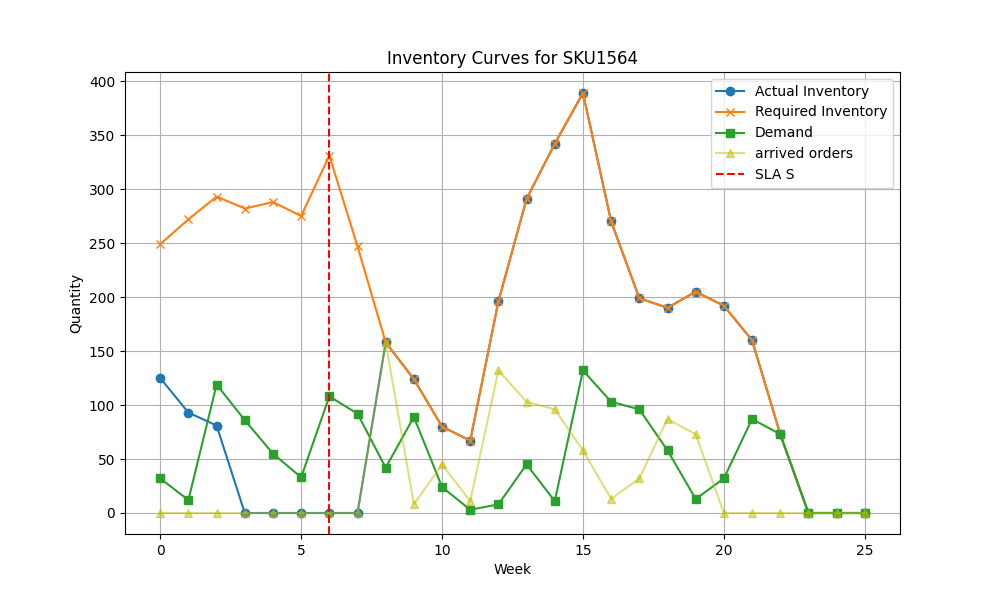 Inventory Curves for SKU1564
Actual Inventory
Required Inventory
Demand
arrived orders
SLA S
Quantity
400
350
300
250
200
150
100
50
0
0 5 10 15 20 25
Week